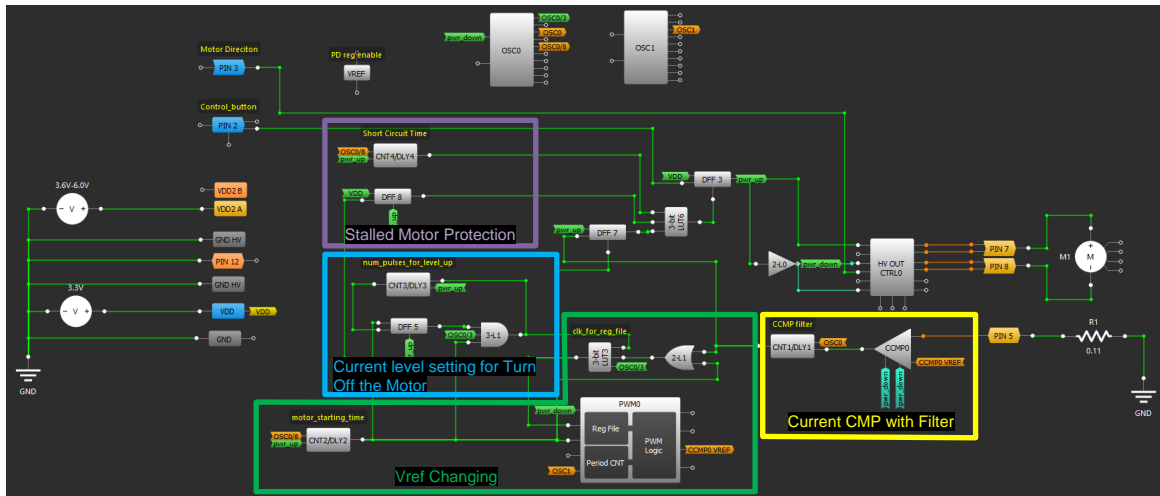 OSC0/3
OSC0
pwr_down
OSC0
OSC0/8
OSC1
OSC1
Motor Direciton
PIN 3
PD reg enable
VREF
Control_button
PIN 2
Short Circuit Time
OSC0/8
pwr_up
CNT4/DLY4
VDD
DFF 8
pwr_up
DFF 7
3-bit
LUT6
VDD
DFF 3
pwr_up
Stalled Motor Protection
3.6V-6.0V
V
VDD2 B
VDD2 A
GND HV
PIN 12
GND HV
3.3V
V
VDD
VDD
GND
GND
2-L0
pwr_down
HV OUT
CTRL0
PIN 7
PIN 8
M1
M
num_pulses_for_level_up
CNT3/DLY3
pwr_up
DFF 5
OSC0/3
3-L1
Current level setting for Turn
Off the Motor
clk_for_reg_file
3-bit
LUT3
OSC0/3
2-L1
CCMP filter
CNT1/DLY1
OSC0
CCMP0
CCMP0 VREF
pwr_down
pwr_down
Current CMP with Filter
PIN 5
R1
0.11
GND
motor_starting_time
OSC0/8
pwr_up
CNT2/DLY2
pwr_down
PWM0
Reg File
Period CNT
PWM
Logic
OSC1
CCMP0 VREF
Vref Changing